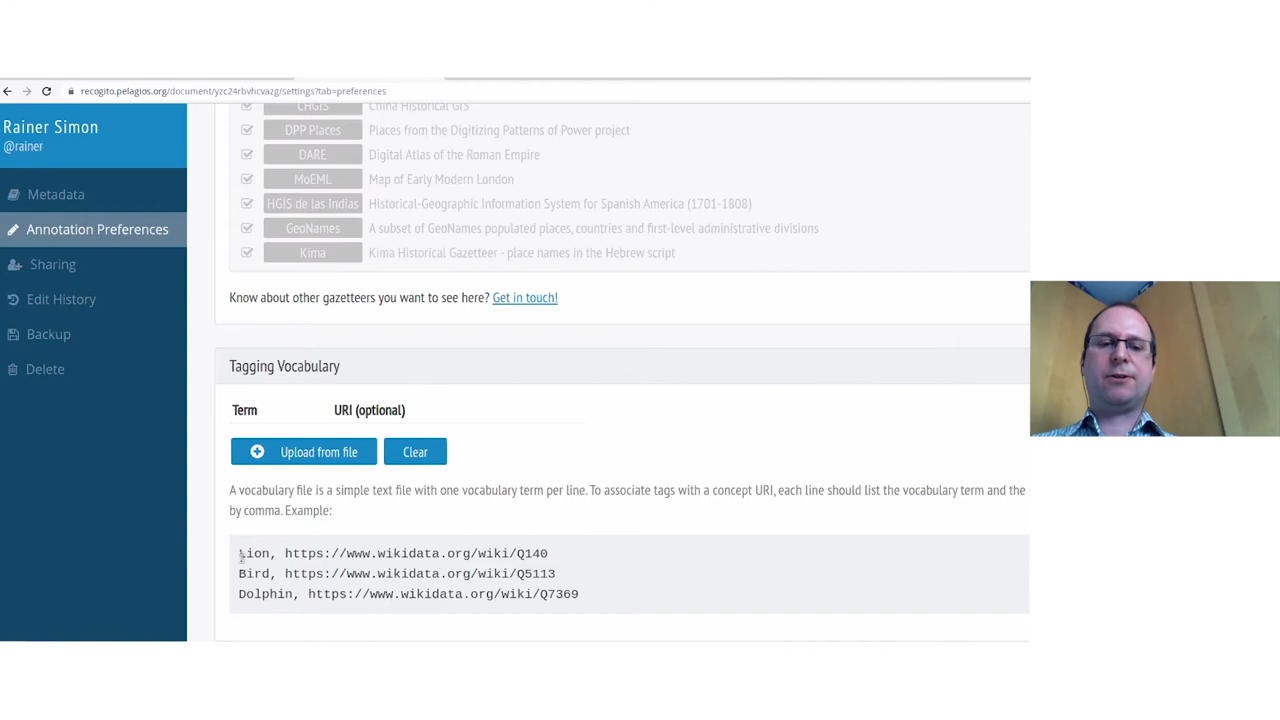 recogito.pelagios.org/document/yzc24rbvhcvazg/settings?tab=preferences
Rainer Simon
@rainer
Metadata
Annotation Preferences
Sharing
Edit History
Backup
Delete
CHGIS China Historical GIS
DPP Places Places from the Digitizing Patterns of Power project
DARE Digital Atlas of the Roman Empire
MoEML Map of Early Modern London
HGIS de las Indias Historical-Geographic Information System for Spanish America (1701-1808)
GeoNames A subset of GeoNames populated places, countries and first-level administrative divisions
Kima Kima Historical Gazetteer - place names in the Hebrew script
Know about other gazetteers you want to see here? Get in touch!
Tagging Vocabulary
Term URI (optional)
Upload from file Clear
A vocabulary file is a simple text file with one vocabulary term per line. To associate tags with a concept URI, each line should list the vocabulary term and the
by comma. Example:
Lion, https://www.wikidata.org/wiki/Q140
Bird, https://www.wikidata.org/wiki/Q5113
Dolphin, https://www.wikidata.org/wiki/Q7369